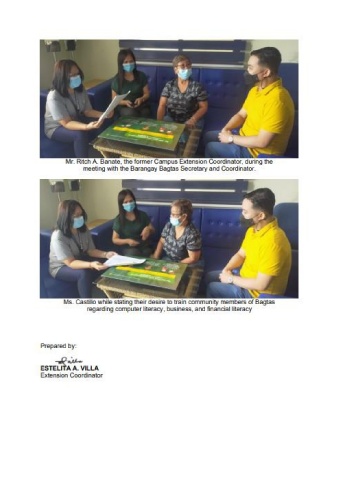 Mr. Ritch A. Banate, the former Campus Extension Coordinator, during the
meeting with the Barangay Bagtas Secretary and Coordinator.
Ms. Castillo while stating their desire to train community members of Bagtas
regarding computer literacy, business, and financial literacy
Prepared by:
ESTELITA A. VILLA
Extension Coordinator